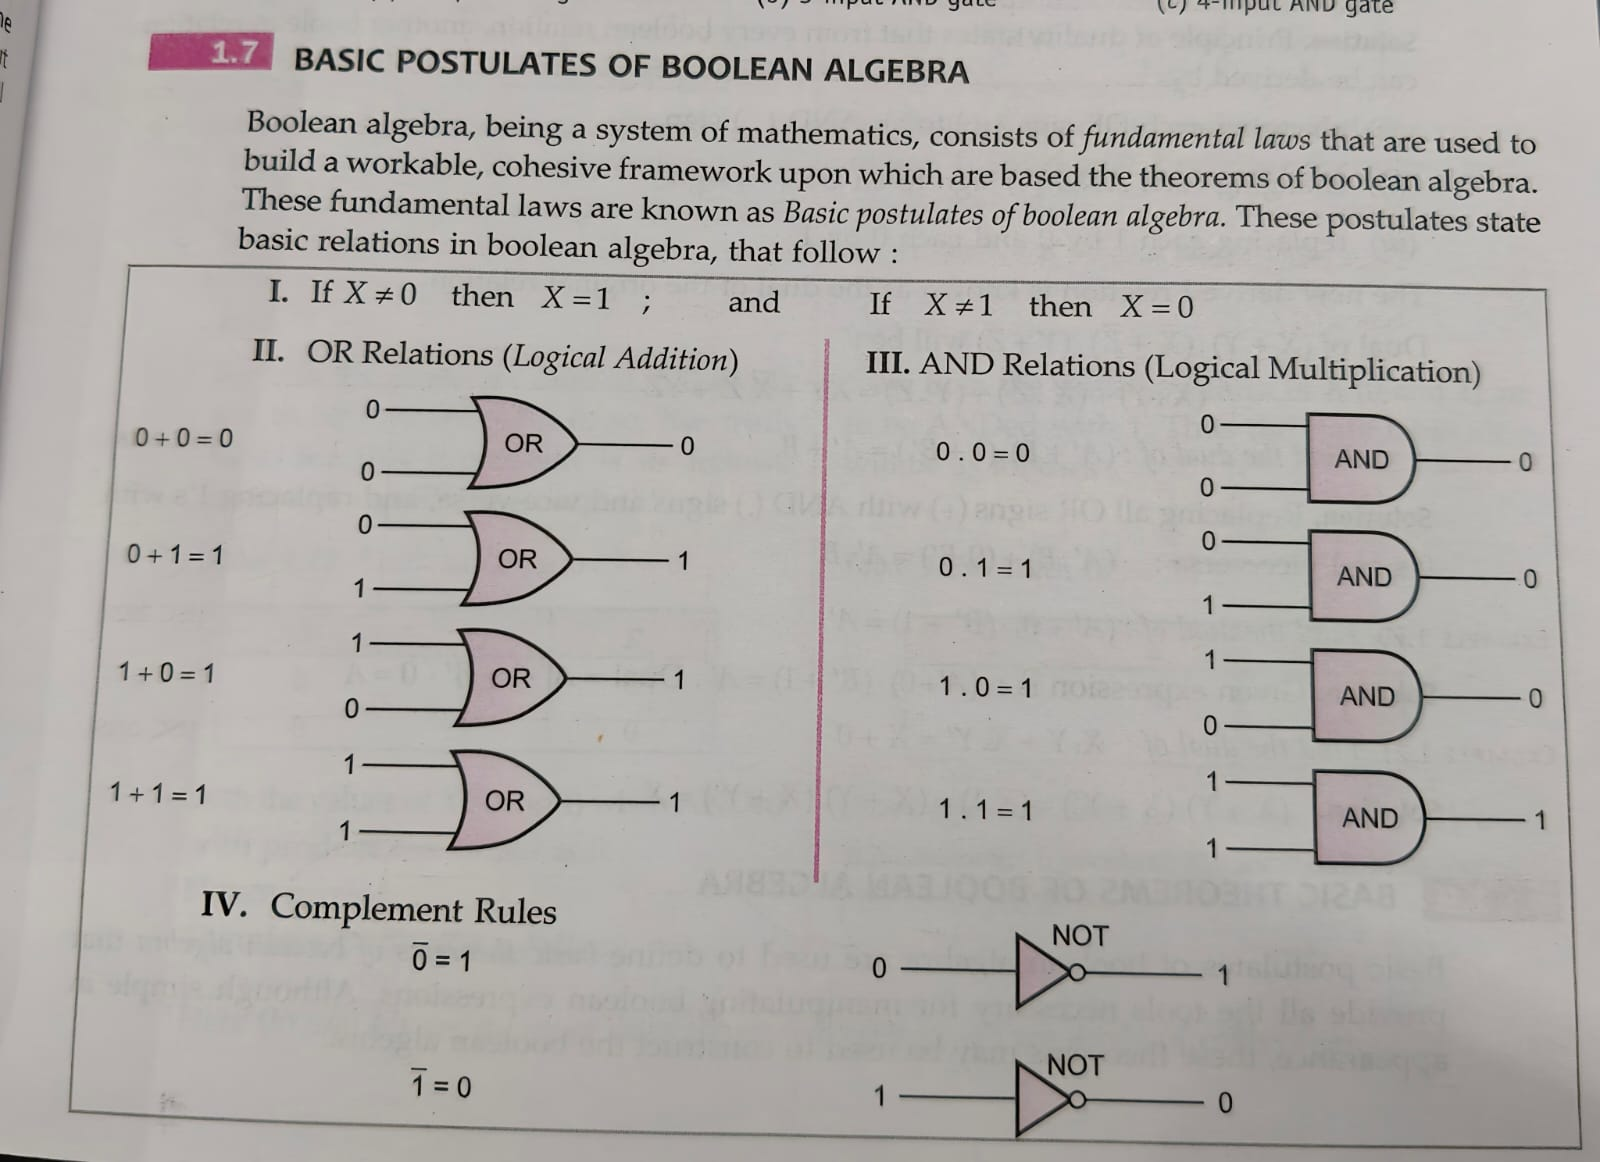 (c) 4-input AND gate
1.7 BASIC POSTULATES OF BOOLEAN ALGEBRA
Boolean algebra, being a system of mathematics, consists of fundamental laws that are used to
build a workable, cohesive framework upon which are based the theorems of boolean algebra.
These fundamental laws are known as Basic postulates of boolean algebra. These postulates state
basic relations in boolean algebra, that follow :
I. If X ≠ 0 then X = 1 ; and If X ≠ 1 then X = 0
II. OR Relations (Logical Addition)
0 + 0 = 0
0
0
OR
0
0 + 1 = 1
0
1
OR
1
1 + 0 = 1
1
0
OR
1
1 + 1 = 1
1
1
OR
1
III. AND Relations (Logical Multiplication)
0 . 0 = 0
0
0
AND
0
0 . 1 = 1
0
1
AND
0
1 . 0 = 1
1
0
AND
0
1 . 1 = 1
1
1
AND
1
IV. Complement Rules
0̅ = 1
0
NOT
1
1̅ = 0
1
NOT
0